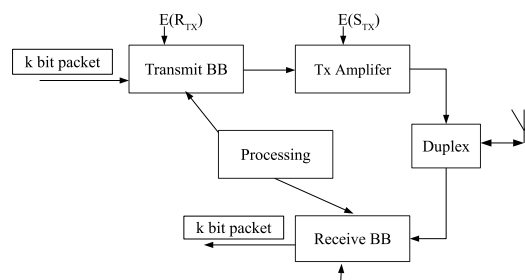 E(R_TX)
E(S_TX)
k bit packet
Transmit BB
Tx Amplifer
Duplex
Processing
k bit packet
Receive BB